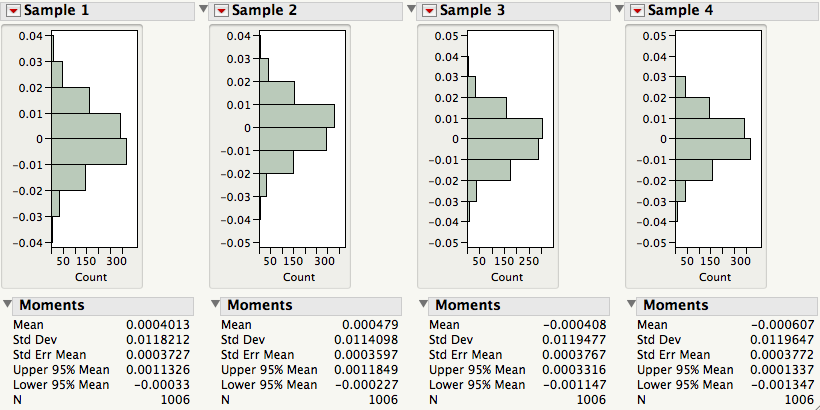 Sample 1
0.04
0.03
0.02
0.01
0
-0.01
-0.02
-0.03
-0.04
50 150 300
Count
Moments
Mean 0.0004013
Std Dev 0.0118212
Std Err Mean 0.0003727
Upper 95% Mean 0.0011326
Lower 95% Mean -0.00033
N 1006
Sample 2
0.04
0.03
0.02
0.01
0
-0.01
-0.02
-0.03
-0.04
-0.05
50 150 300
Count
Moments
Mean 0.000479
Std Dev 0.0114098
Std Err Mean 0.0003597
Upper 95% Mean 0.0011849
Lower 95% Mean -0.000227
N 1006
Sample 3
0.05
0.04
0.03
0.02
0.01
0
-0.01
-0.02
-0.03
-0.04
-0.05
50 150 250
Count
Moments
Mean -0.000408
Std Dev 0.0119477
Std Err Mean 0.0003767
Upper 95% Mean 0.0003316
Lower 95% Mean -0.001147
N 1006
Sample 4
0.05
0.04
0.03
0.02
0.01
0
-0.01
-0.02
-0.03
-0.04
-0.05
50 150 300
Count
Moments
Mean -0.000607
Std Dev 0.0119647
Std Err Mean 0.0003772
Upper 95% Mean 0.0001337
Lower 95% Mean -0.001347
N 1006